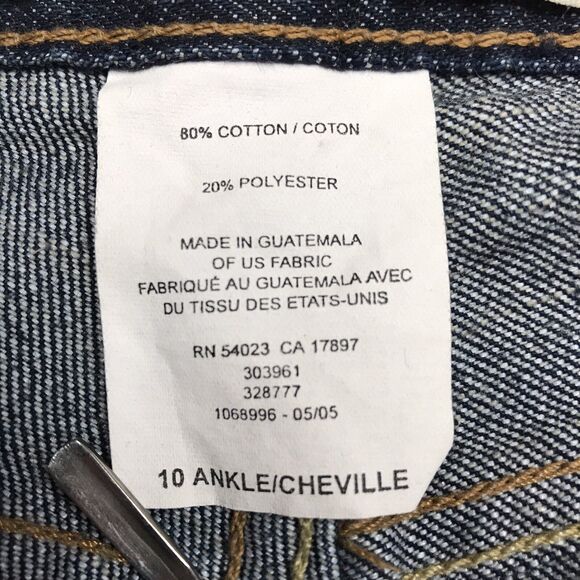 80% COTTON / COTON
20% POLYESTER
MADE IN GUATEMALA
OF US FABRIC
FABRIQUÉ AU GUATEMALA AVEC
DU TISSU DES ETATS-UNIS
RN 54023 CA 17897
303961
328777
1068996 - 05/05
10 ANKLE/CHEVILLE